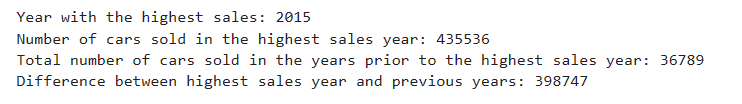 Year with the highest sales: 2015
Number of cars sold in the highest sales year: 435536
Total number of cars sold in the years prior to the highest sales year: 36789
Difference between highest sales year and previous years: 398747